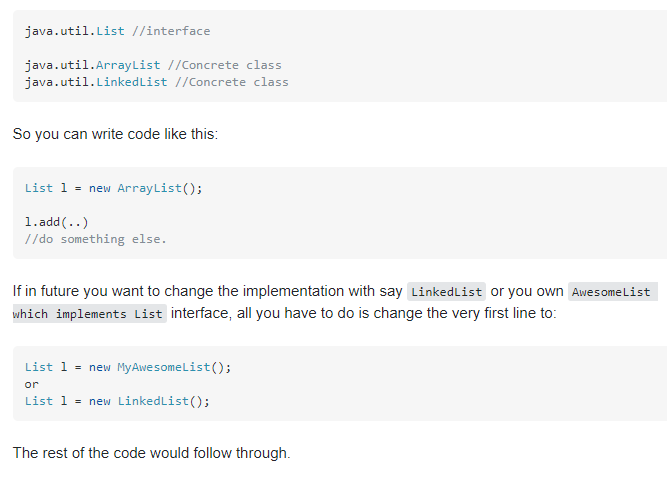 java.util.List //interface
java.util.ArrayList //Concrete class
java.util.LinkedList //Concrete class
So you can write code like this:
List l = new ArrayList();
l.add(..)
//do something else.
If in future you want to change the implementation with say LinkedList or you own AwesomeList
which implements List interface, all you have to do is change the very first line to:
List l = new MyAwesomeList();
or
List l = new LinkedList();
The rest of the code would follow through.